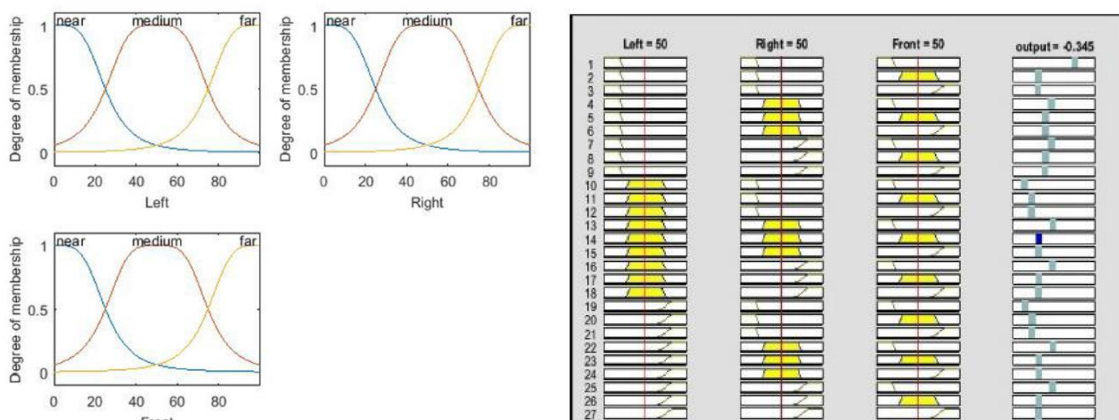 near medium far
Degree of membership
1
0.5
0
0 20 40 60 80
Left
near medium far
Degree of membership
1
0.5
0
0 20 40 60 80
Right
near medium far
Degree of membership
1
0.5
0
0 20 40 60 80
Front
Left = 50 Right = 50 Front = 50 output = -0.345
1
2
3
4
5
6
7
8
9
10
11
12
13
14
15
16
17
18
19
20
21
22
23
24
25
26
27